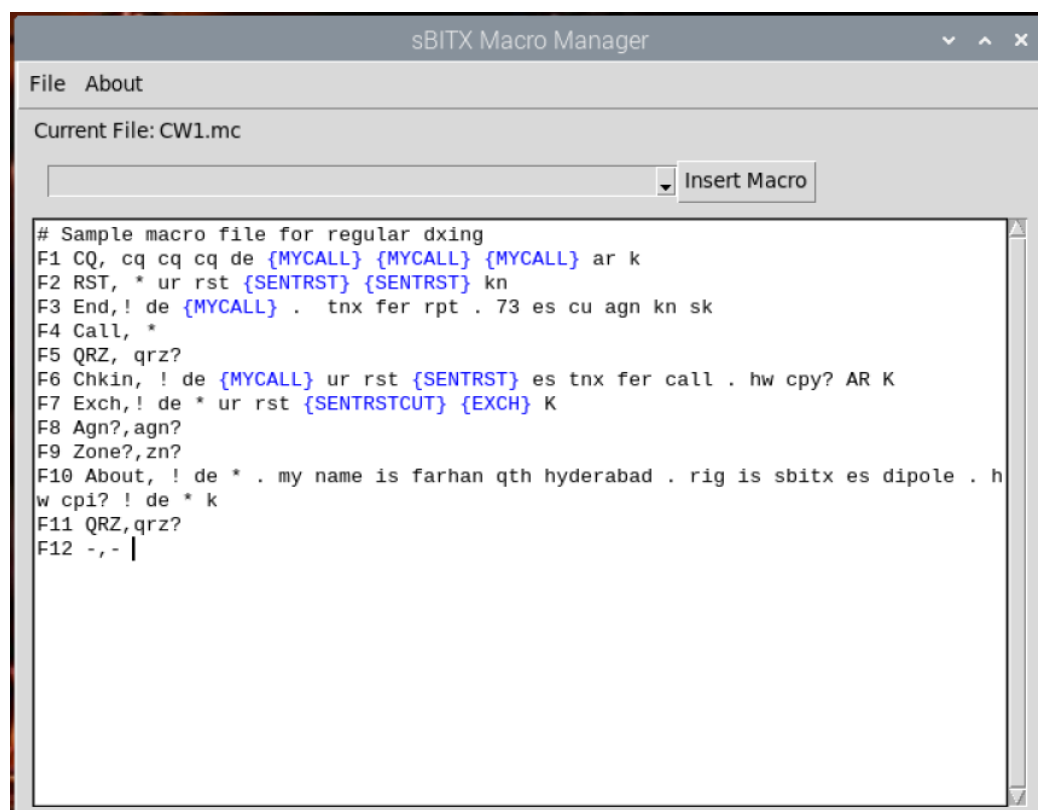 sBITX Macro Manager
File About
Current File: CW1.mc
Insert Macro
# Sample macro file for regular dxing
F1 CQ, cq cq cq de {MYCALL} {MYCALL} {MYCALL} ar k
F2 RST, * ur rst {SENTRST} {SENTRST} kn
F3 End,! de {MYCALL} .  tnx fer rpt . 73 es cu agn kn sk
F4 Call, *
F5 QRZ, qrz?
F6 Chkin, ! de {MYCALL} ur rst {SENTRST} es tnx fer call . hw cpy? AR K
F7 Exch,! de * ur rst {SENTRSTCUT} {EXCH} K
F8 Agn?,agn?
F9 Zone?,zn?
F10 About, ! de * . my name is farhan qth hyderabad . rig is sbitx es dipole . h
w cpi? ! de * k
F11 QRZ,qrz?
F12 -,-